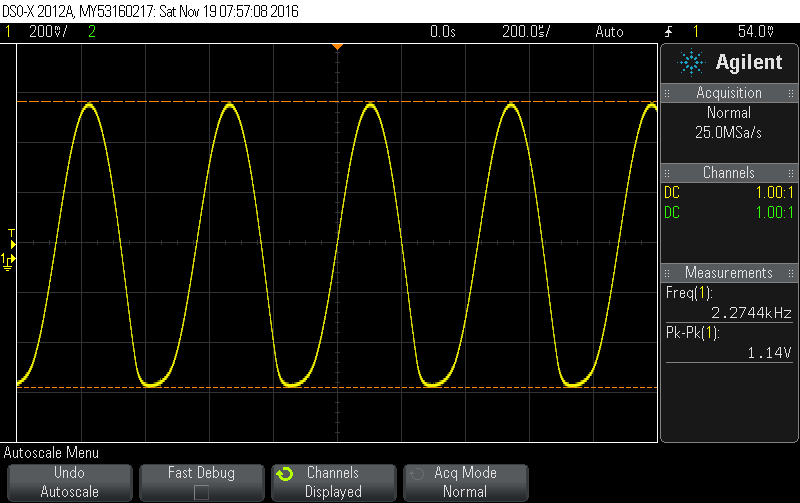 DSO-X 2012A, MY53160217: Sat Nov 19 07:57:08 2016
1 200V/ 2 0.0s 200.0s/ Auto 1 54.0V
Agilent
Acquisition
Normal
25.0MSa/s
Channels
DC 1.00:1
DC 1.00:1
Measurements
Freq(1):
2.2744kHz
Pk-Pk(1):
1.14V
T
1
Autoscale Menu
Undo
Autoscale
Fast Debug
Channels
Displayed
Acq Mode
Normal